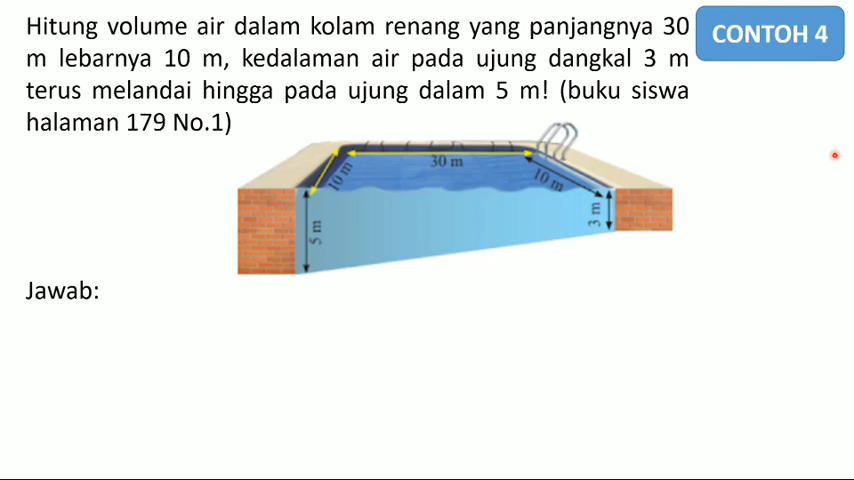 Hitung volume air dalam kolam renang yang panjangnya 30
m lebarnya 10 m, kedalaman air pada ujung dangkal 3 m
terus melandai hingga pada ujung dalam 5 m! (buku siswa
halaman 179 No.1)
CONTOH 4
30 m
10 m
10 m
5 m
3 m
Jawab: